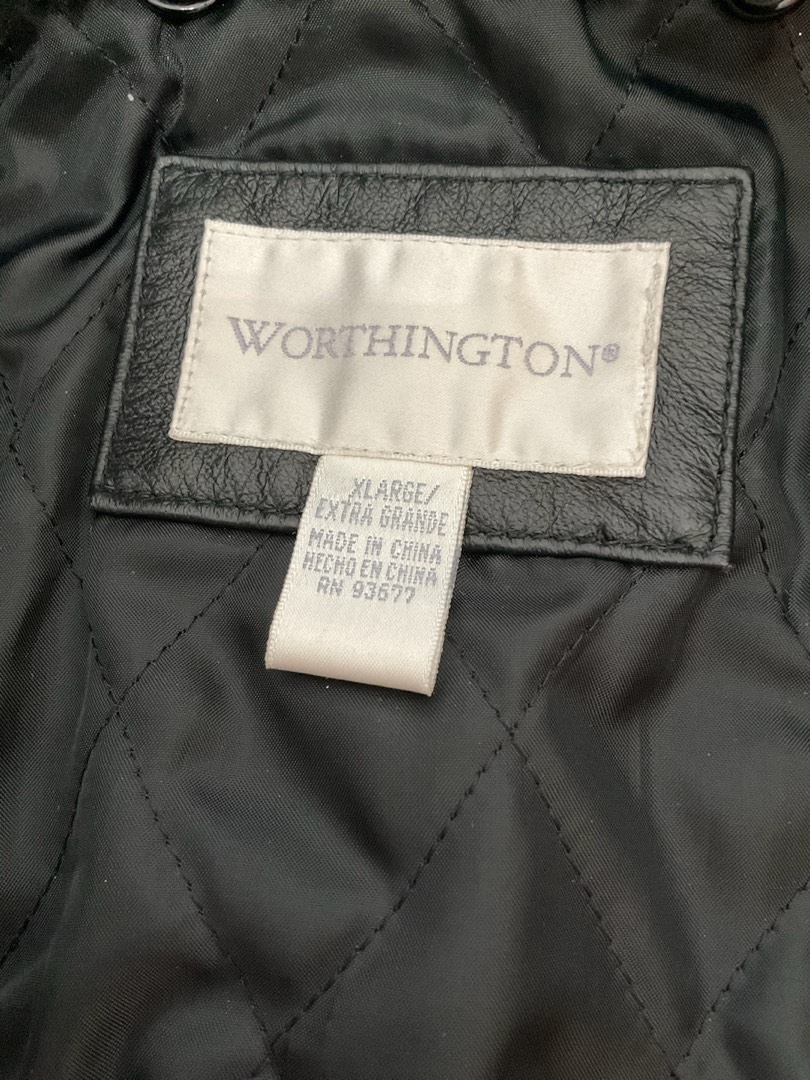 WORTHINGTON®
XLARGE/
EXTRA GRANDE
MADE IN CHINA
HECHO EN CHINA
RN 93677